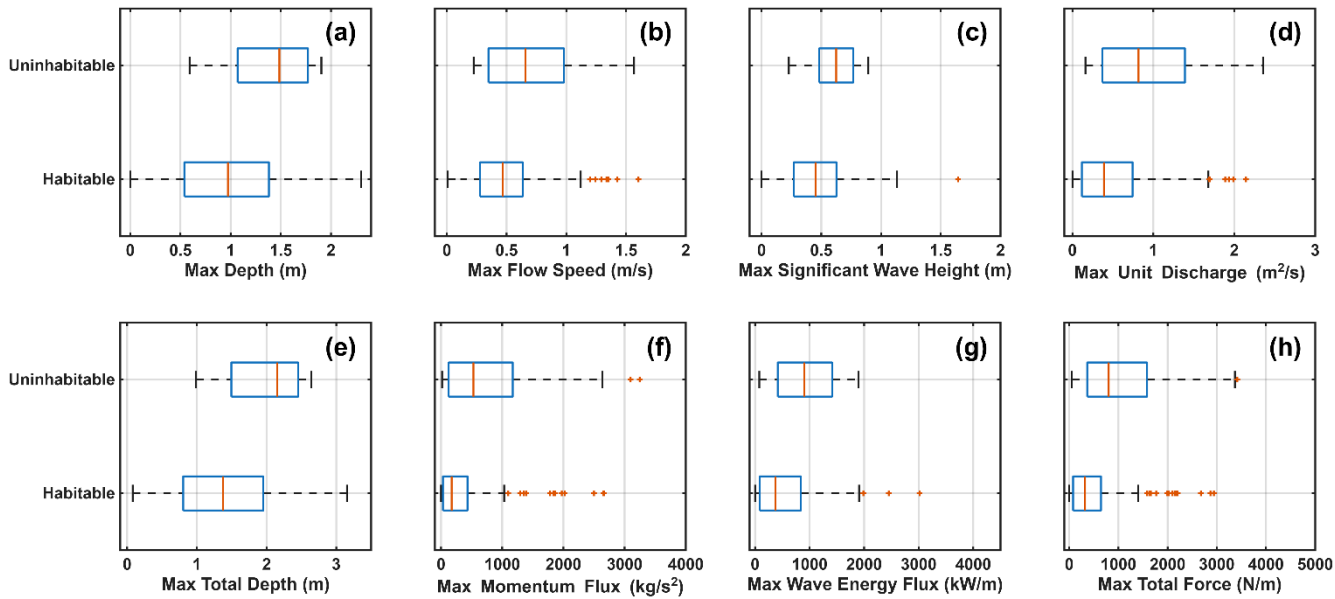 (a) (b) (c) (d)
Uninhabitable
Habitable
0 0.5 1 1.5 2 0 0.5 1 1.5 2 0 0.5 1 1.5 2 0 1 2 3
Max Depth (m) Max Flow Speed (m/s) Max Significant Wave Height (m) Max Unit Discharge (m²/s)
(e) (f) (g) (h)
Uninhabitable
Habitable
1 2 3 0 1000 2000 3000 4000 0 1000 2000 3000 4000 0 1000 2000 3000 4000 5000
Max Total Depth (m) Max Momentum Flux (kg/s²) Max Wave Energy Flux (kW/m) Max Total Force (N/m)